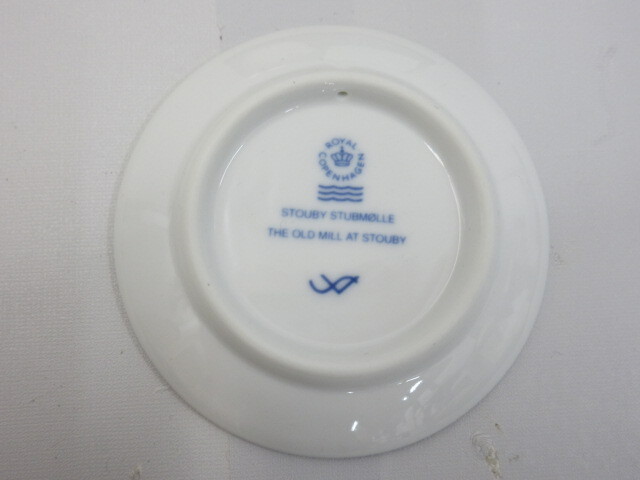 ROYAL
COPENHAGEN
STOUBY STUBMØLLE
THE OLD MILL AT STOUBY